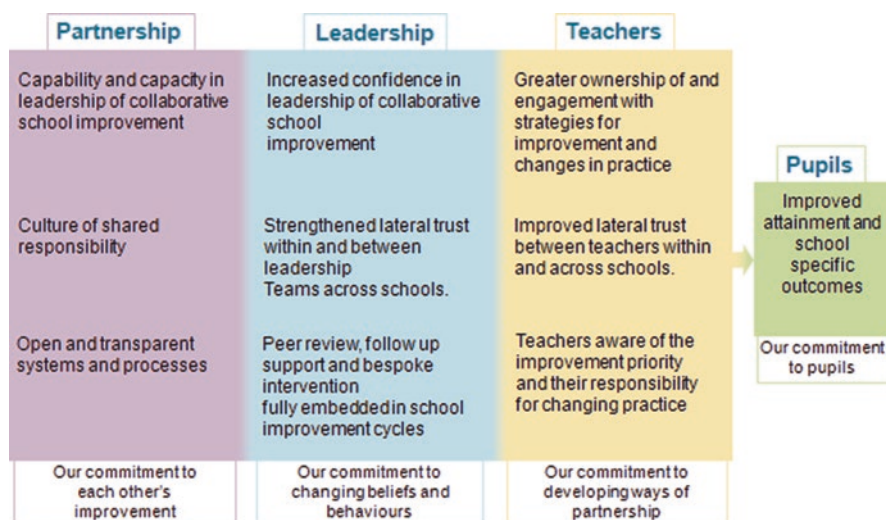 Partnership
Capability and capacity in
leadership of collaborative
school improvement
Culture of shared
responsibility
Open and transparent
systems and processes
Our commitment to
each other's
improvement
Leadership
Increased confidence in
leadership of collaborative
school
improvement
Strengthened lateral trust
within and between
leadership
Teams across schools.
Peer review, follow up
support and bespoke
intervention
fully embedded in school
improvement cycles
Our commitment to
changing beliefs and
behaviours
Teachers
Greater ownership of and
engagement with
strategies for
improvement and
changes in practice
Improved lateral trust
between teachers within
and across schools.
Teachers aware of the
improvement priority
and their responsibility
for changing practice
Our commitment to
developing ways of
partnership
Pupils
Improved
attainment and
school
specific
outcomes
Our commitment
to pupils